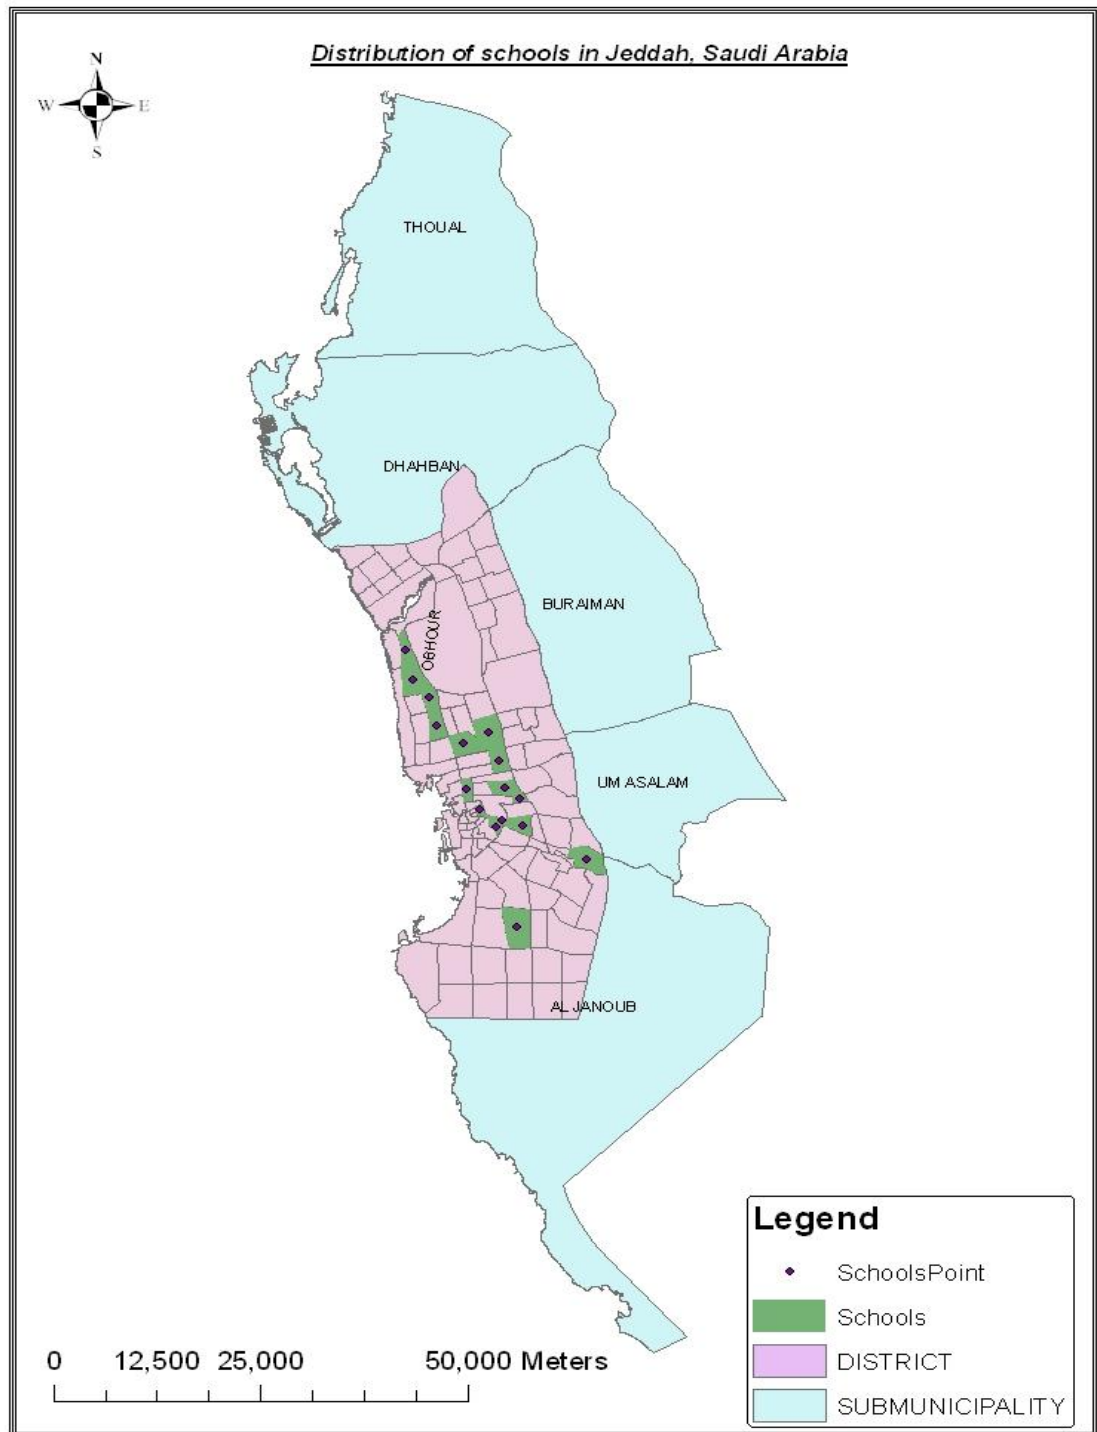 Distribution of schools in Jeddah, Saudi Arabia
N
W E
S
THOUAL
DHAHBAN
BURAIMAN
OBHOUR
UM ASALAM
AL JANOUB
Legend
SchoolsPoint
Schools
DISTRICT
SUBMUNICIPALITY
0 12,500 25,000 50,000 Meters